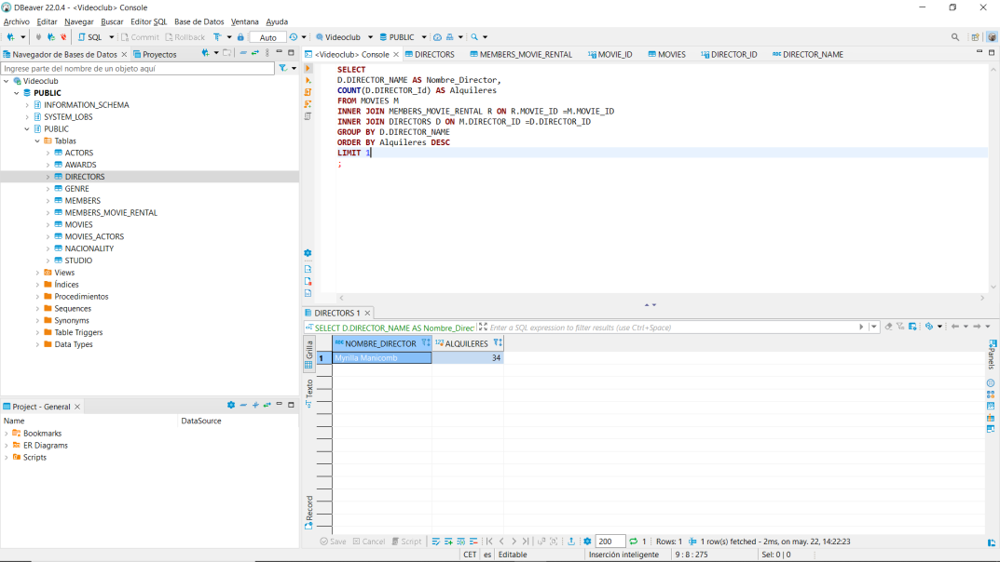 DBeaver 22.0.4 - <Videoclub> Console
Archivo Editar Navegar Buscar Editor SQL Base de Datos Ventana Ayuda
SQL Commit Rollback Auto Videoclub PUBLIC
Navegador de Bases de Datos Proyectos
Ingrese parte del nombre de un objeto aquí
Videoclub
PUBLIC
INFORMATION_SCHEMA
SYSTEM_LOBS
PUBLIC
Tablas
ACTORS
AWARDS
DIRECTORS
GENRE
MEMBERS
MEMBERS_MOVIE_RENTAL
MOVIES
MOVIES_ACTORS
NACIONALITY
STUDIO
Views
Índices
Procedimientos
Sequences
Synonyms
Table Triggers
Data Types
Project - General
Name DataSource
Bookmarks
ER Diagrams
Scripts
<Videoclub> Console DIRECTORS MEMBERS_MOVIE_RENTAL 123 MOVIE_ID MOVIES 123 DIRECTOR_ID ABC DIRECTOR_NAME
SELECT
D.DIRECTOR_NAME AS Nombre_Director,
COUNT(D.DIRECTOR_Id) AS Alquileres
FROM MOVIES M
INNER JOIN MEMBERS_MOVIE_RENTAL R ON R.MOVIE_ID =M.MOVIE_ID
INNER JOIN DIRECTORS D ON M.DIRECTOR_ID =D.DIRECTOR_ID
GROUP BY D.DIRECTOR_NAME
ORDER BY Alquileres DESC
LIMIT 1
;
DIRECTORS 1
SELECT D.DIRECTOR_NAME AS Nombre_Direc Enter a SQL expression to filter results (use Ctrl+Space)
Grilla
Texto
Record
ABC NOMBRE_DIRECTOR 123 ALQUILERES
1 Myrilla Manicomb 34
Panels
Save Cancel Script 200 1 Rows: 1 1 row(s) fetched - 2ms, on may. 22, 14:22:23
CET es Editable Inserción inteligente 9 : 8 : 275 Sel: 0 | 0